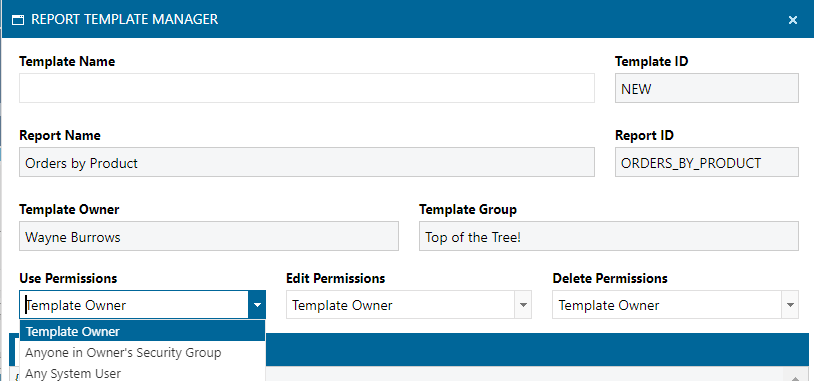 REPORT TEMPLATE MANAGER
Template Name
Template ID
NEW
Report Name
Report ID
Orders by Product
ORDERS_BY_PRODUCT
Template Owner
Template Group
Wayne Burrows
Top of the Tree!
Use Permissions
Edit Permissions
Delete Permissions
Template Owner
Template Owner
Template Owner
Template Owner
Anyone in Owner's Security Group
Any System User